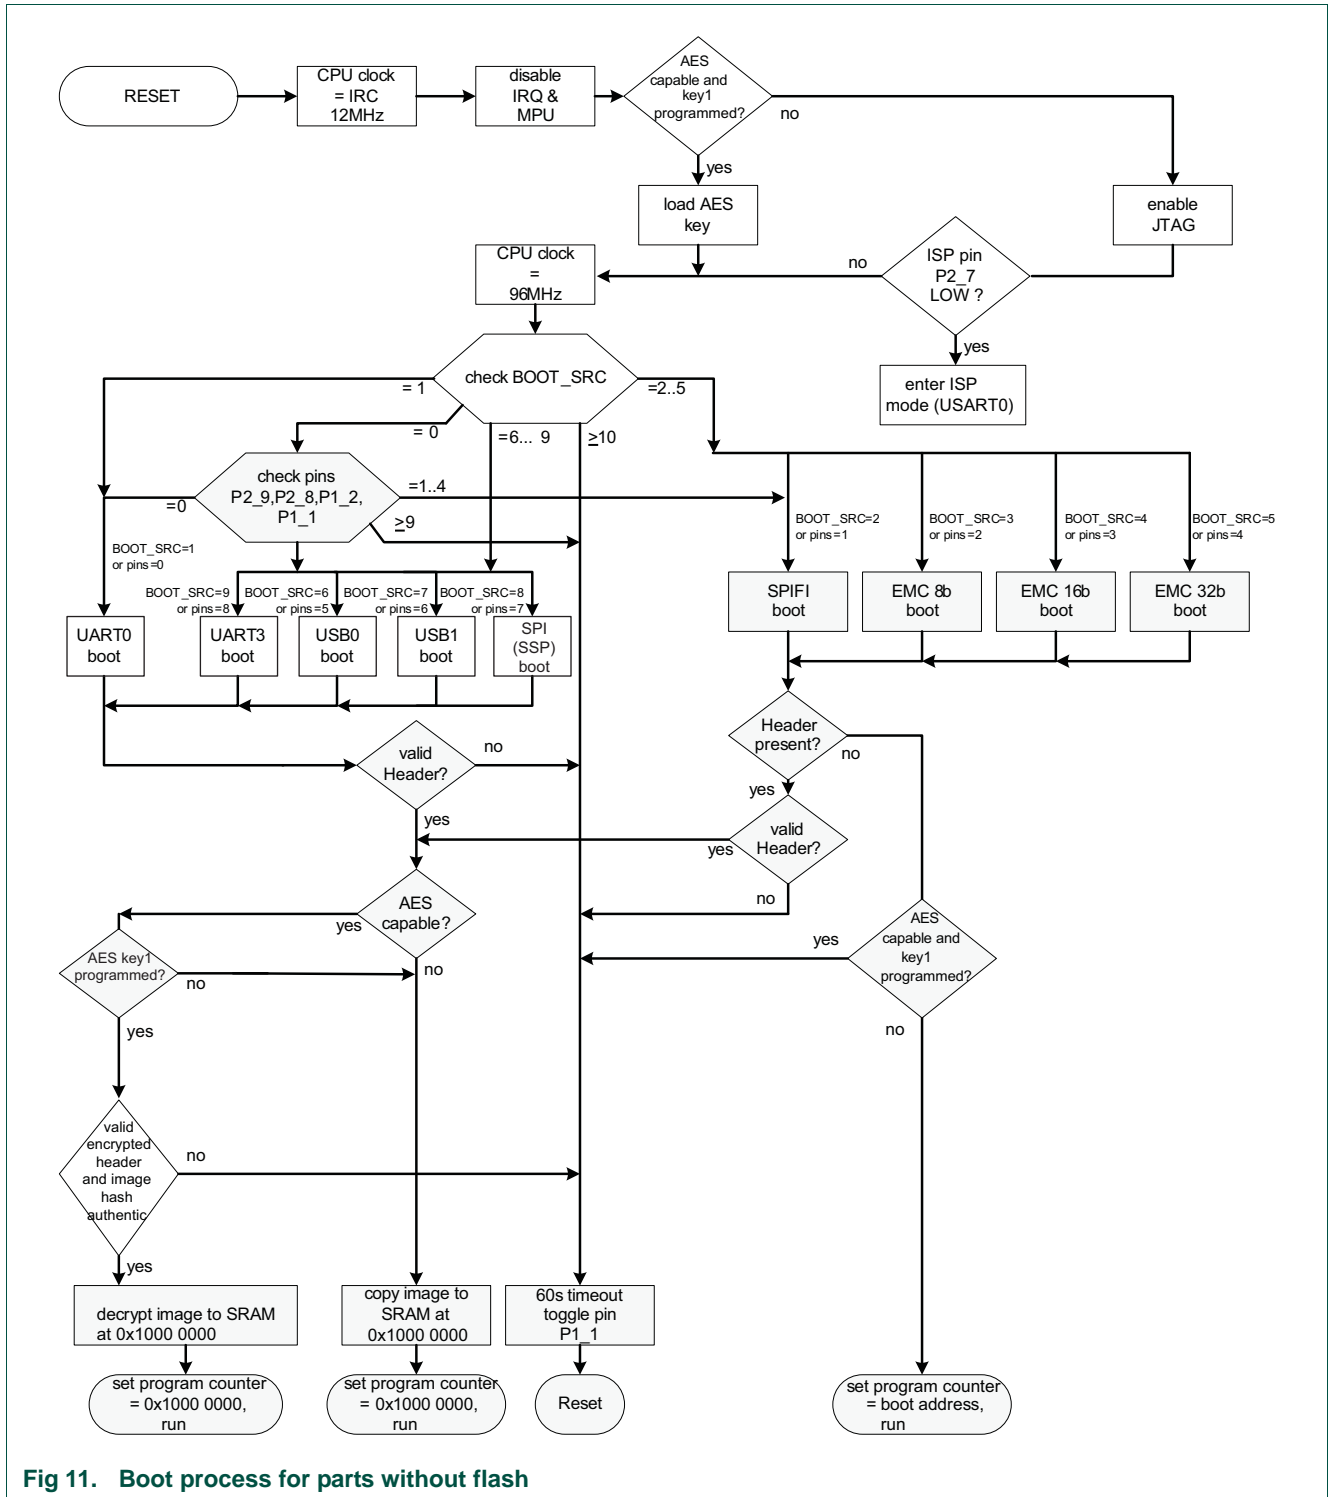 RESET
CPU clock
= IRC
12MHz
disable
IRQ &
MPU
AES
capable and
key1
programmed?
no
yes
load AES
key
enable
JTAG
CPU clock
=
96MHz
no
ISP pin
P2_7
LOW ?
yes
enter ISP
mode (USART0)
check BOOT_SRC
= 1
=2..5
= 0
=6... 9
≥10
check pins
P2_9,P2_8,P1_2,
P1_1
=0
=1..4
≥9
BOOT_SRC=1
or pins=0
BOOT_SRC=2
or pins=1
BOOT_SRC=3
or pins=2
BOOT_SRC=4
or pins=3
BOOT_SRC=5
or pins=4
BOOT_SRC=9
or pins=8
BOOT_SRC=6
or pins=5
BOOT_SRC=7
or pins=6
BOOT_SRC=8
or pins=7
SPIFI
boot
EMC 8b
boot
EMC 16b
boot
EMC 32b
boot
UART0
boot
UART3
boot
USB0
boot
USB1
boot
SPI
(SSP)
boot
Header
present?
no
yes
valid
Header?
no
yes
valid
Header?
yes
no
AES
capable?
yes
no
AES
capable and
key1
programmed?
yes
no
AES key1
programmed?
no
yes
valid
encrypted
header
and image
hash
authentic
no
yes
decrypt image to SRAM
at 0x1000 0000
copy image to
SRAM at
0x1000 0000
60s timeout
toggle pin
P1_1
set program counter
= 0x1000 0000,
run
set program counter
= 0x1000 0000,
run
Reset
set program counter
= boot address,
run
Fig 11. Boot process for parts without flash